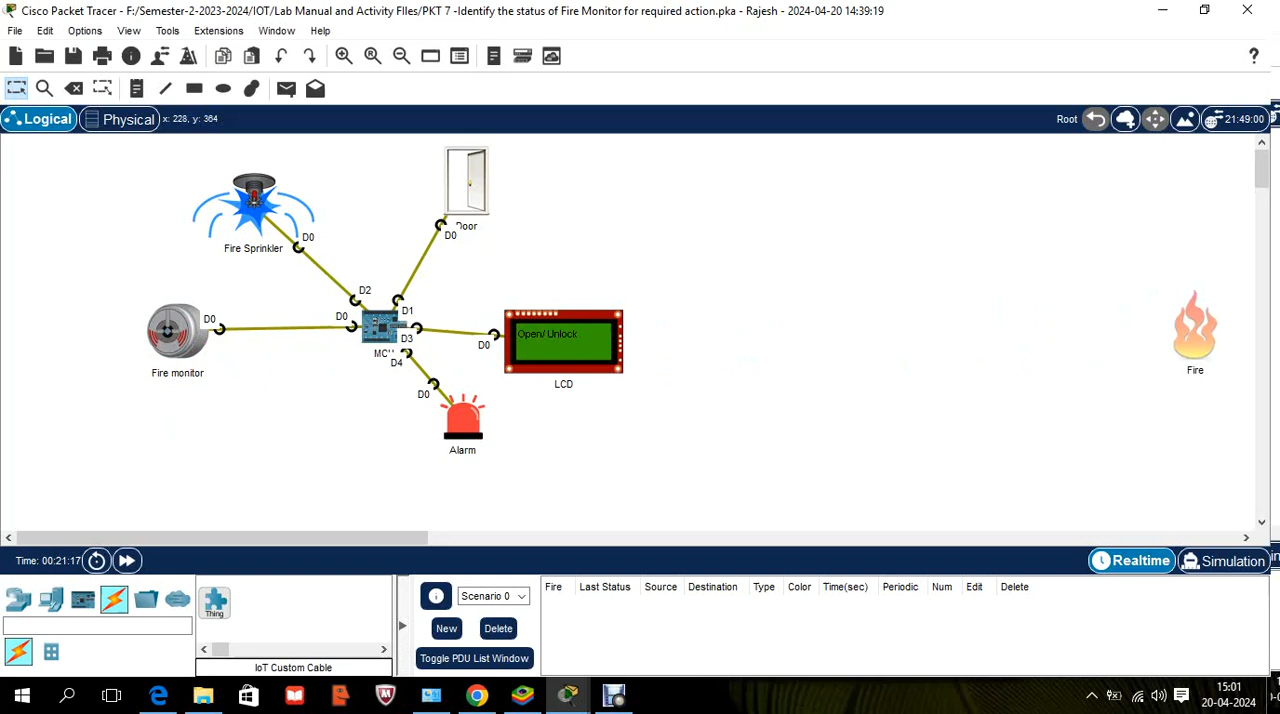 Cisco Packet Tracer - F:/Semester-2-2023-2024/IOT/Lab Manual and Activity FIles/PKT 7 -Identify the status of Fire Monitor for required action.pka - Rajesh - 2024-04-20 14:39:19
File Edit Options View Tools Extensions Window Help
Logical Physical x: 228, y: 364 Root 21:49:00
Door
D0
D0
Fire Sprinkler
D2
D0
D0
D1
D3
D0
Open/ Unlock
D4
Fire monitor
LCD
Fire
D0
Alarm
Time: 00:21:17 Realtime Simulation
Scenario 0 Fire Last Status Source Destination Type Color Time(sec) Periodic Num Edit Delete
Thing
New Delete
Toggle PDU List Window
IoT Custom Cable
15:01
20-04-2024